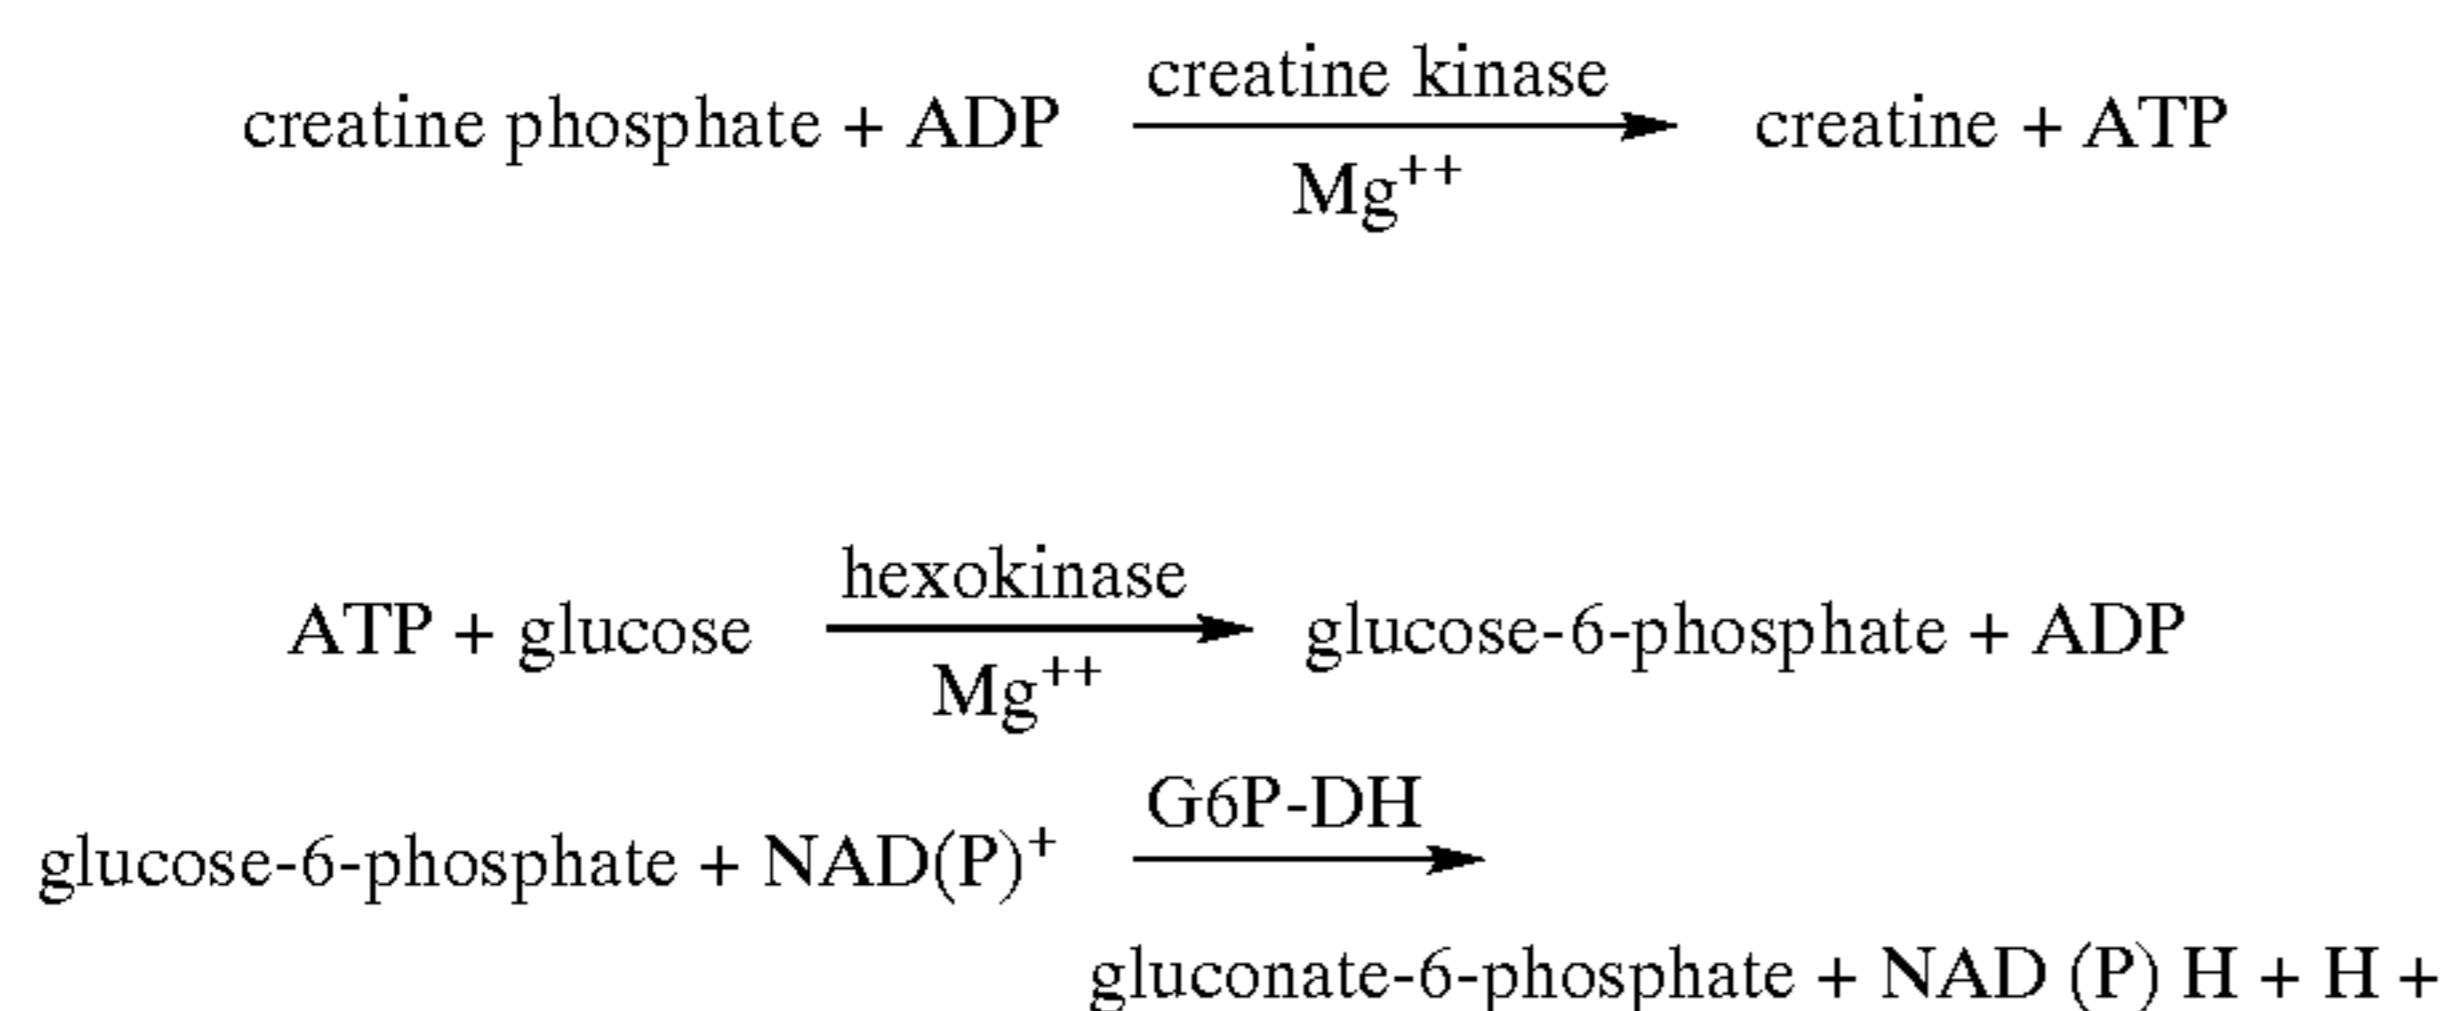 creatine kinase
creatine phosphate + ADP ⟶ creatine + ATP
Mg⁺⁺
hexokinase
ATP + glucose ⟶ glucose-6-phosphate + ADP
Mg⁺⁺
G6P-DH
glucose-6-phosphate + NAD(P)⁺ ⟶
gluconate-6-phosphate + NAD (P) H + H +